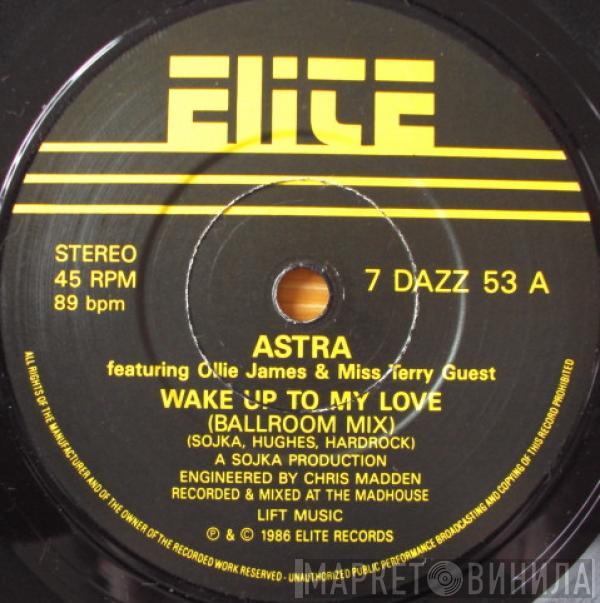 ELITE
STEREO
45 RPM
89 bpm
7 DAZZ 53 A
ASTRA
featuring Ollie James & Miss Terry Guest
WAKE UP TO MY LOVE
(BALLROOM MIX)
(SOJKA, HUGHES, HARDROCK)
A SOJKA PRODUCTION
ENGINEERED BY CHRIS MADDEN
RECORDED & MIXED AT THE MADHOUSE
LIFT MUSIC
℗ & © 1986 ELITE RECORDS
ALL RIGHTS OF THE MANUFACTURER AND OF THE OWNER OF THE RECORDED WORK RESERVED - UNAUTHORIZED PUBLIC PERFORMANCE BROADCASTING AND COPYING OF THIS RECORD PROHIBITED
МАРКЕТ ВИНИЛА